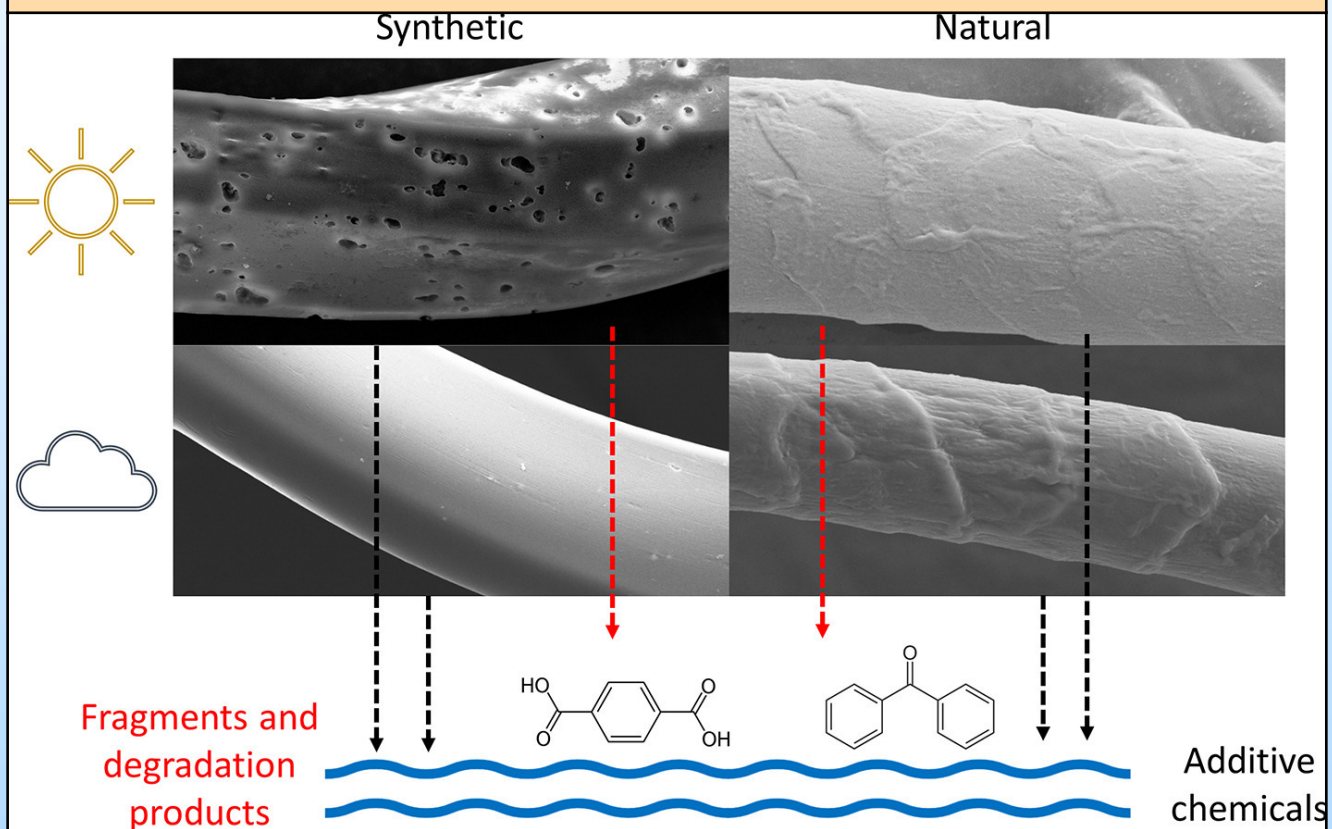 Synthetic
Natural
HO
O
O
OH
O
Fragments and
degradation
products
Additive
chemicals